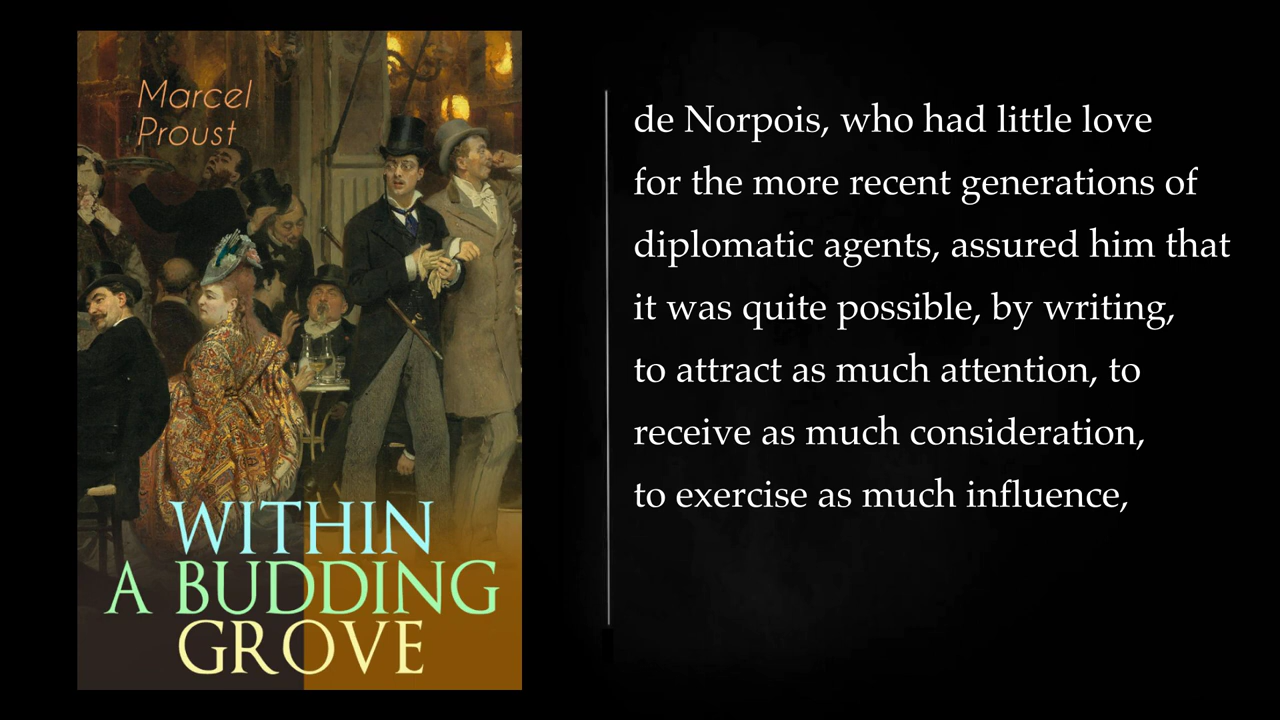 Marcel
Proust
WITHIN
A BUDDING
GROVE
de Norpois, who had little love
for the more recent generations of
diplomatic agents, assured him that
it was quite possible, by writing,
to attract as much attention, to
receive as much consideration,
to exercise as much influence,